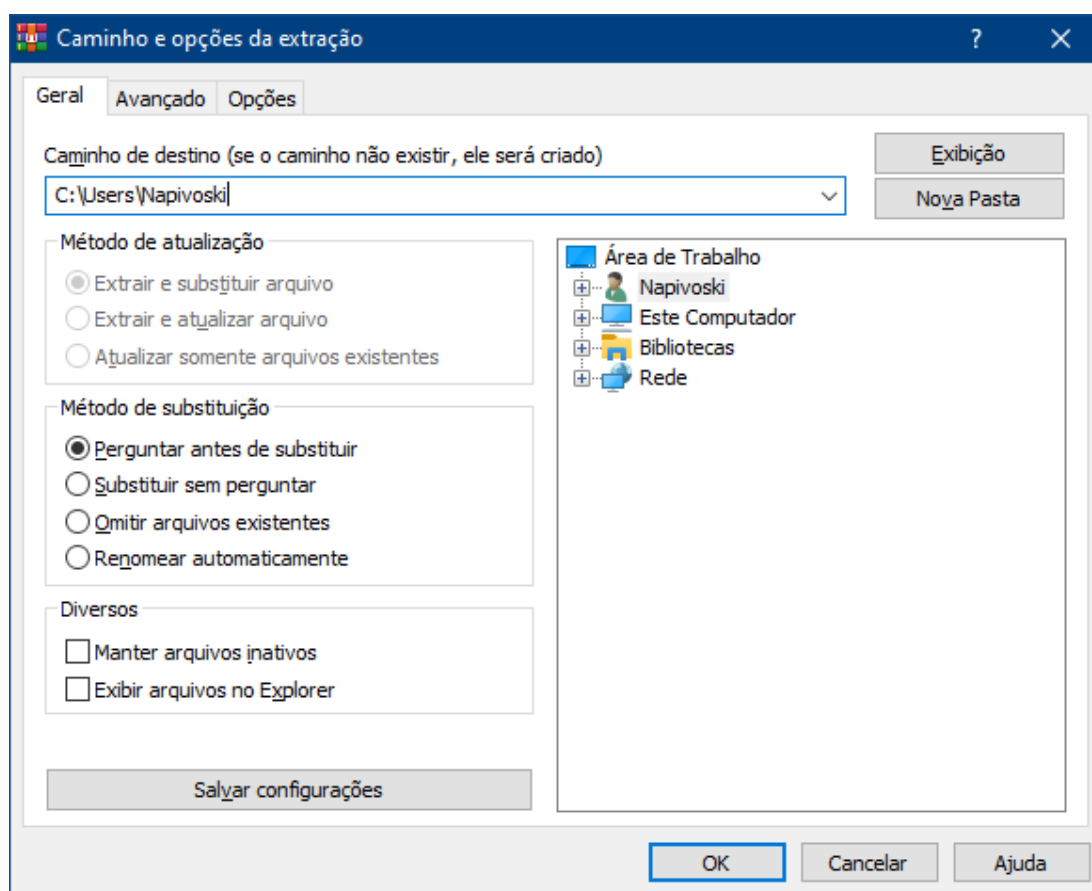 Caminho e opções da extração
Geral Avançado Opções
Caminho de destino (se o caminho não existir, ele será criado)
Exibição
C:\Users\Napivoski
Nova Pasta
Método de atualização
Extrair e substituir arquivo
Extrair e atualizar arquivo
Atualizar somente arquivos existentes
Método de substituição
Perguntar antes de substituir
Substituir sem perguntar
Omitir arquivos existentes
Renomear automaticamente
Diversos
Manter arquivos inativos
Exibir arquivos no Explorer
Salvar configurações
Área de Trabalho
Napivoski
Este Computador
Bibliotecas
Rede
OK Cancelar Ajuda